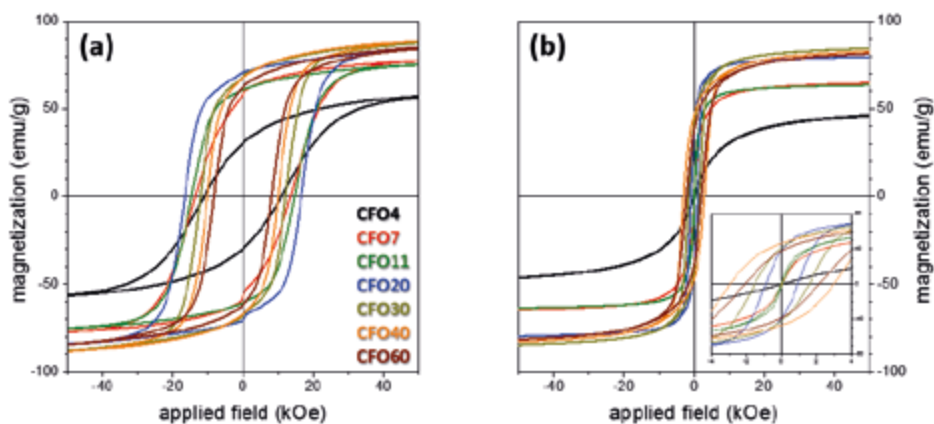 (a)
100
50
0
-50
-100
magnetization (emu/g)
-40
-20
0
20
40
applied field (kOe)
CFO4
CFO7
CFO11
CFO20
CFO30
CFO40
CFO60
(b)
-40
-20
0
20
40
applied field (kOe)
100
50
0
-50
-100
magnetization (emu/g)